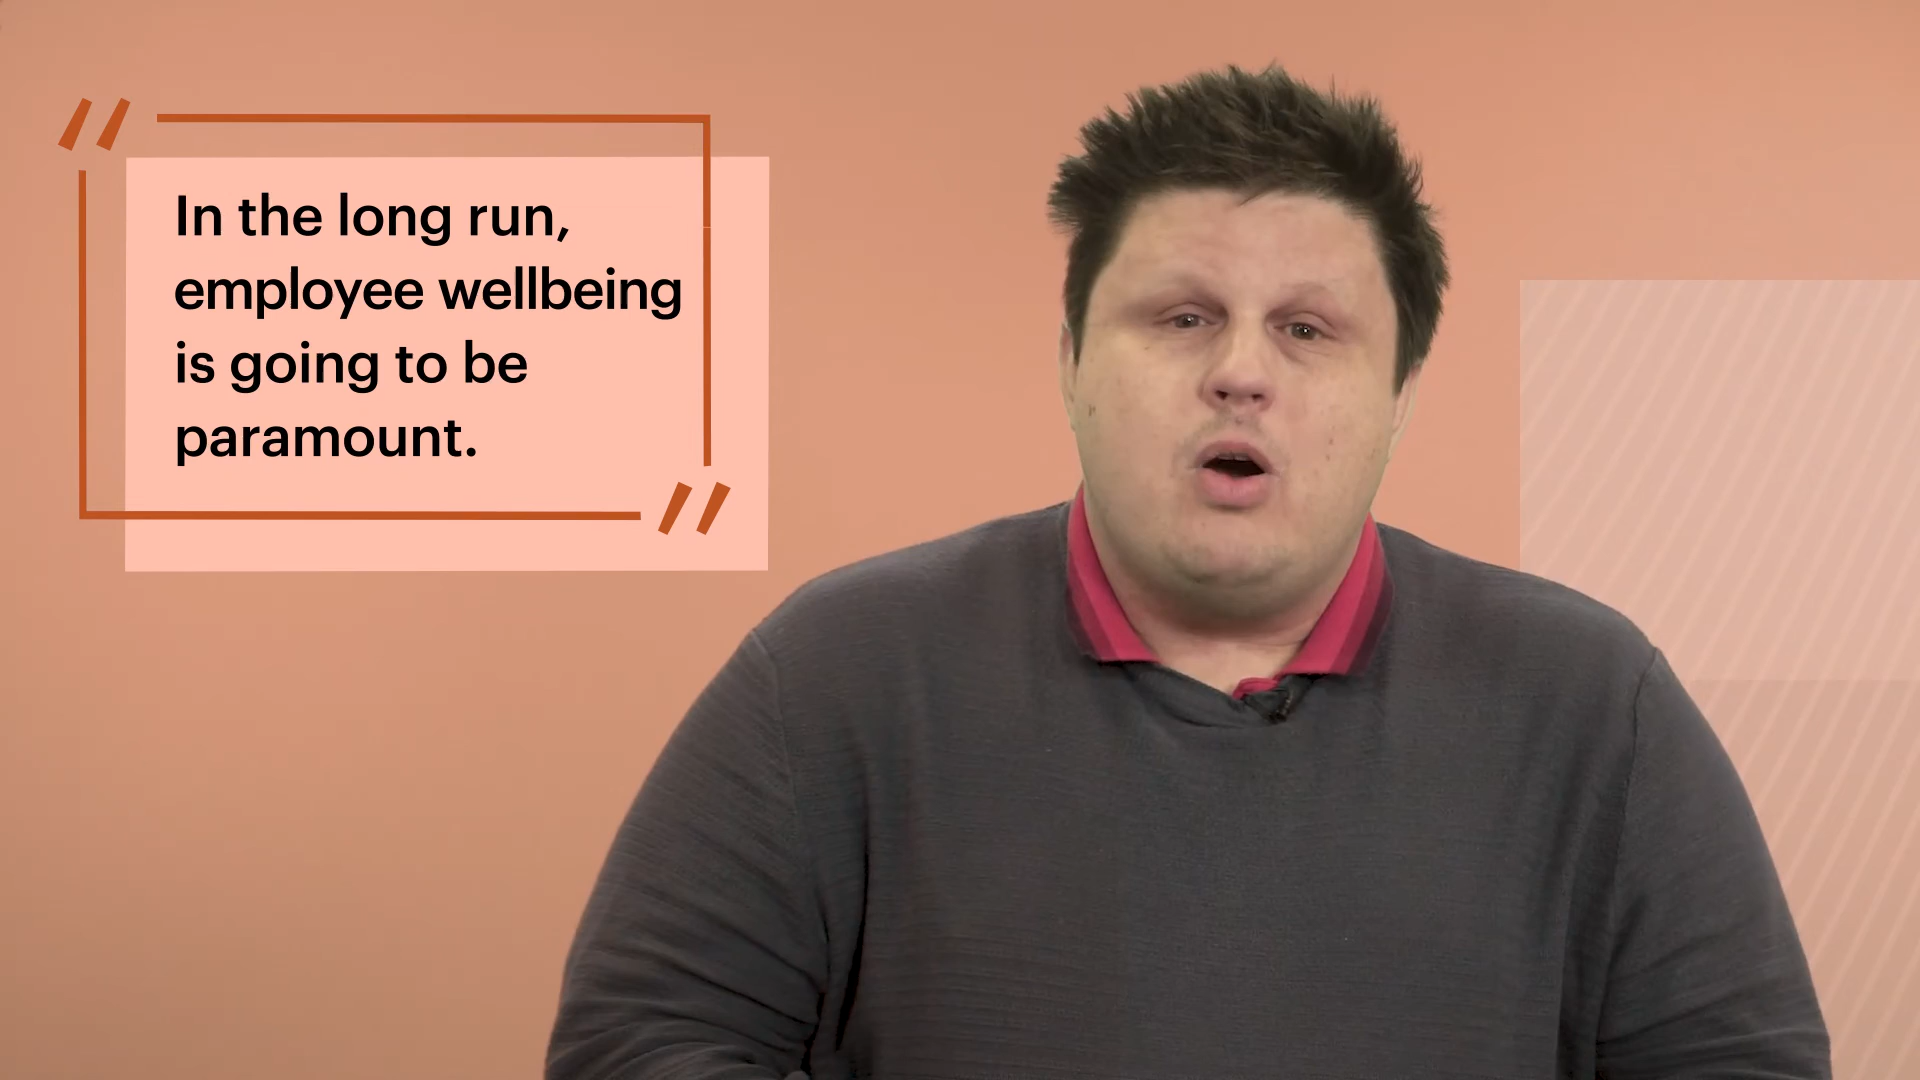 In the long run,
employee wellbeing
is going to be
paramount.